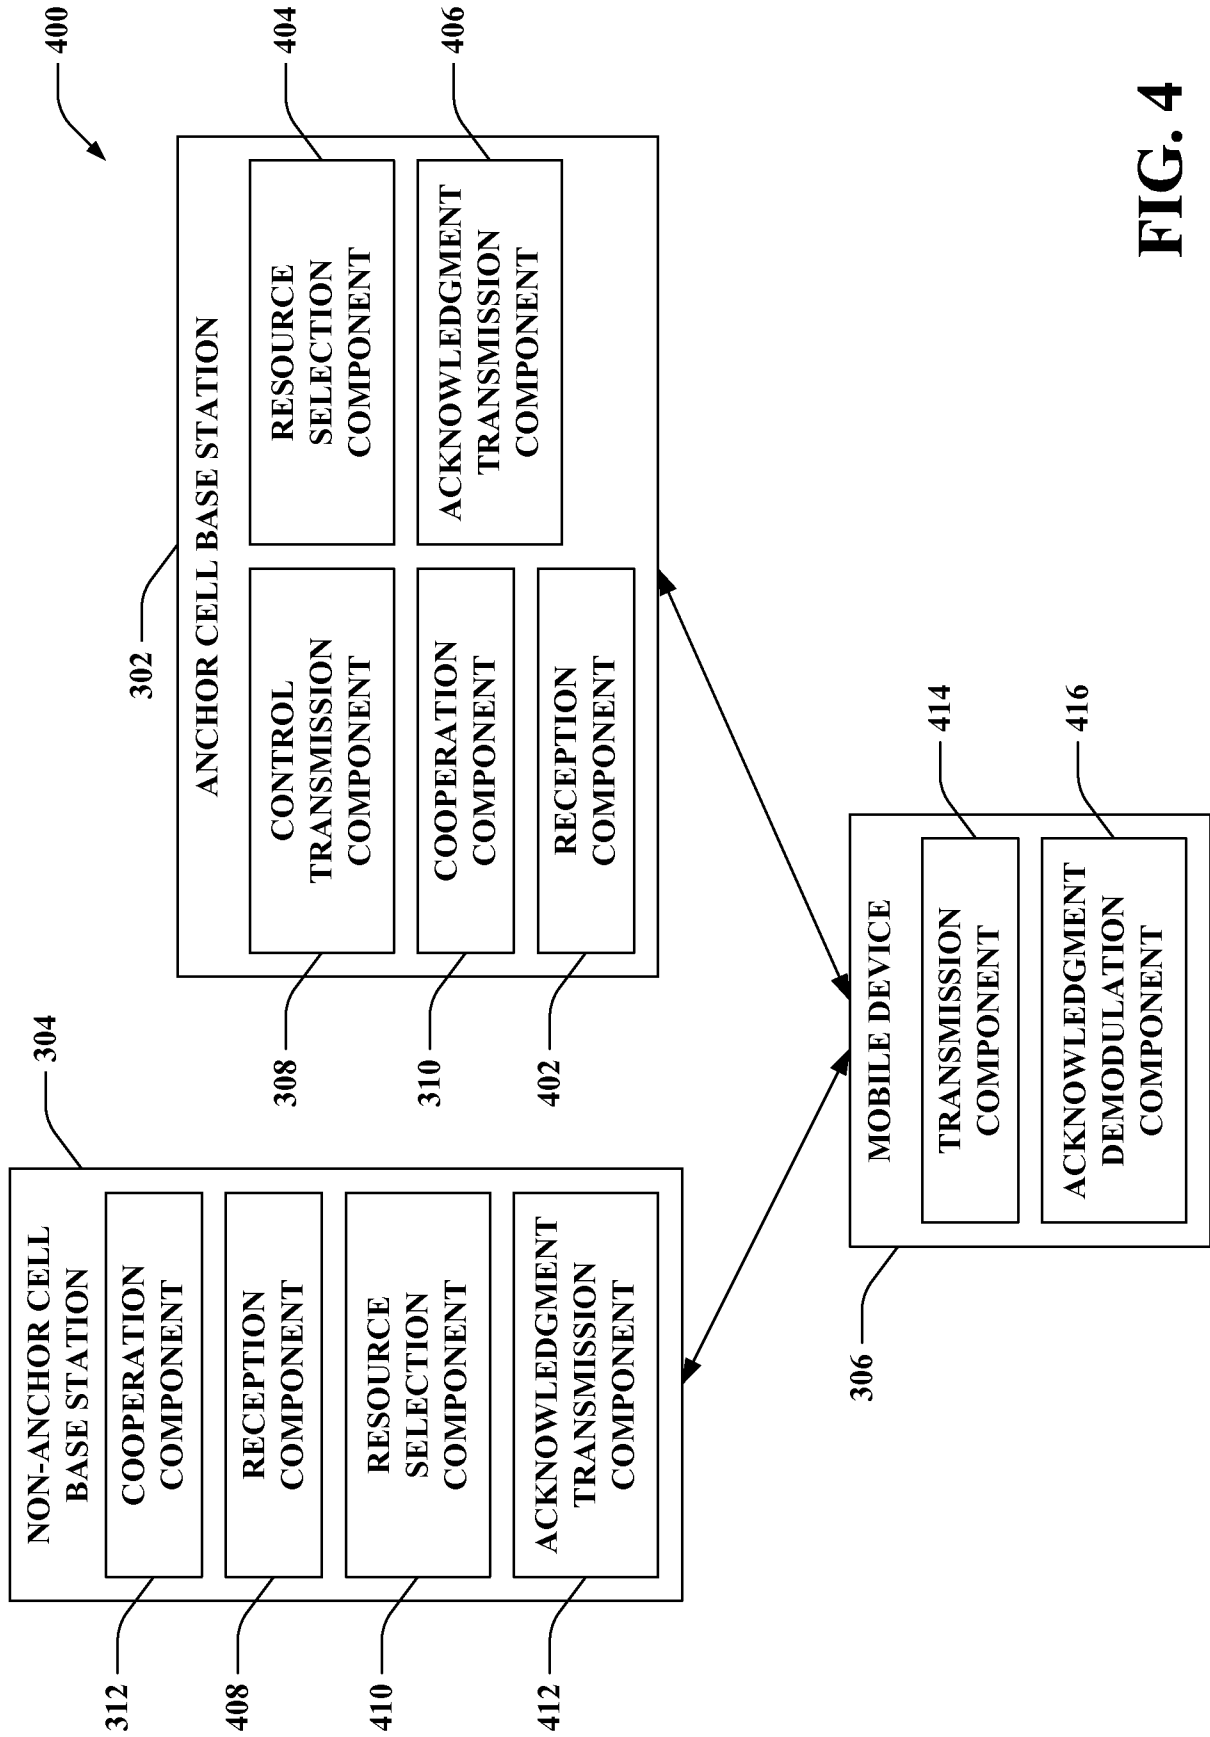 400
304
NON-ANCHOR CELL
BASE STATION
312
COOPERATION
COMPONENT
408
RECEPTION
COMPONENT
410
RESOURCE
SELECTION
COMPONENT
412
ACKNOWLEDGMENT
TRANSMISSION
COMPONENT
302
ANCHOR CELL BASE STATION
308
CONTROL
TRANSMISSION
COMPONENT
404
RESOURCE
SELECTION
COMPONENT
310
COOPERATION
COMPONENT
406
ACKNOWLEDGMENT
TRANSMISSION
COMPONENT
402
RECEPTION
COMPONENT
306
MOBILE DEVICE
414
TRANSMISSION
COMPONENT
416
ACKNOWLEDGMENT
DEMODULATION
COMPONENT
FIG. 4